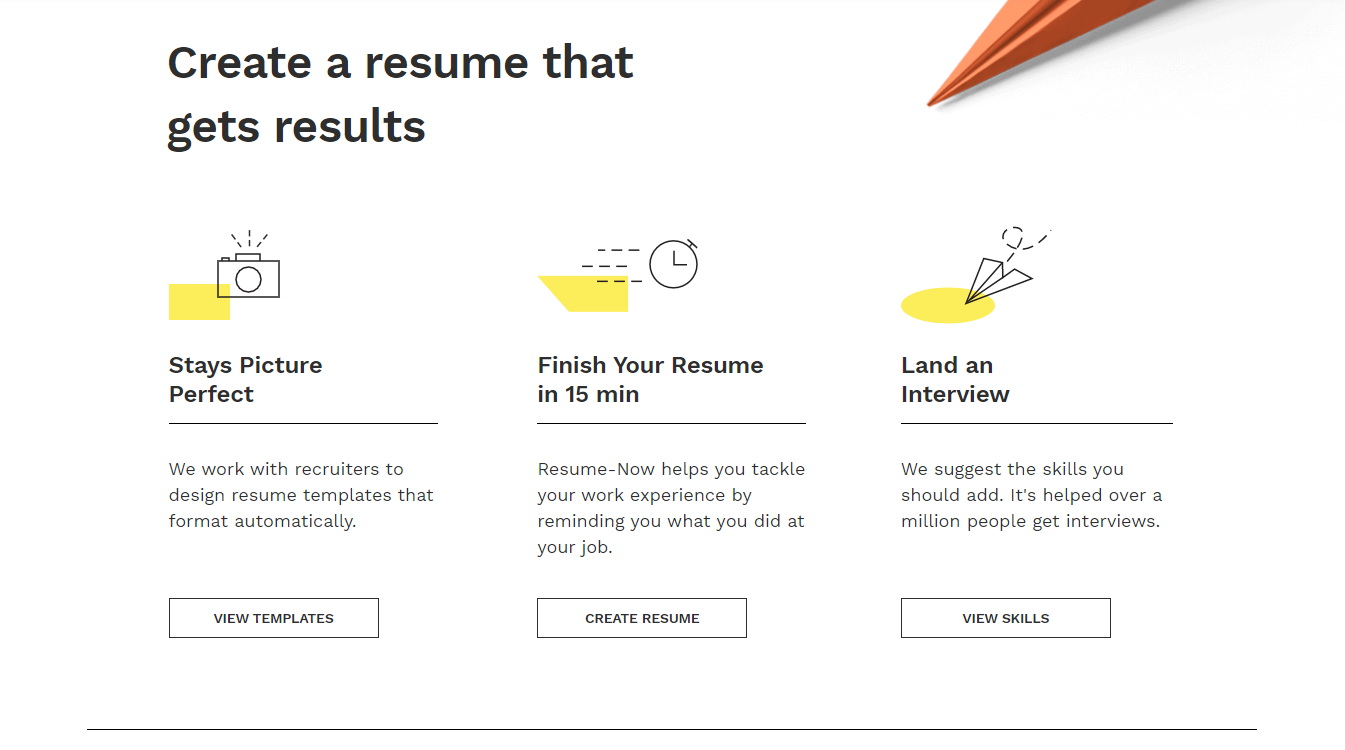 Create a resume that
gets results
Stays Picture
Perfect
We work with recruiters to
design resume templates that
format automatically.
VIEW TEMPLATES
Finish Your Resume
in 15 min
Resume-Now helps you tackle
your work experience by
reminding you what you did at
your job.
CREATE RESUME
Land an
Interview
We suggest the skills you
should add. It's helped over a
million people get interviews.
VIEW SKILLS